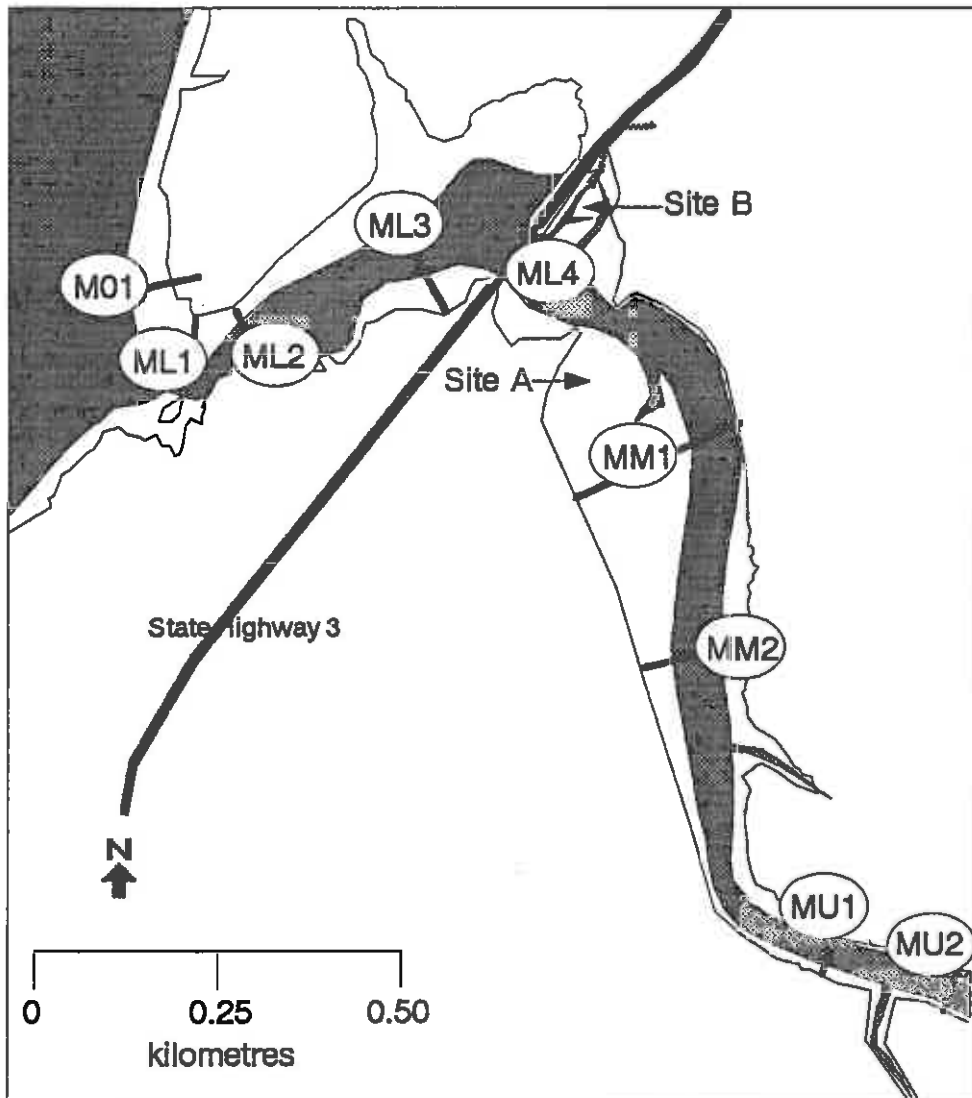 Site B
ML3
ML4
M01
ML1
ML2
Site A
MM1
State Highway 3
MM2
N
MU1
MU2
0
0.25
0.50
kilometres